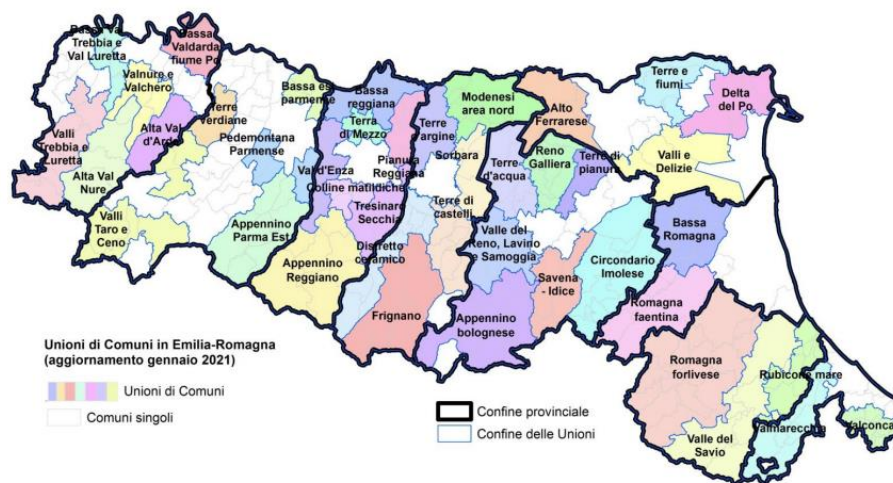 Bassa Val
Trebbia e
Val Luretta
Bassa
Valdarda
fiume Po
Valnure e
Valchero
Alta Val
d'Arda
Valli
Trebbia e
Luretta
Alta Val
Nure
Terre
Verdiane
Bassa es
parmense
Pedemontana
Parmense
Valli
Taro e
Ceno
Appennino
Parma Est
Bassa
reggiana
Terra
di Mezzo
Val d'Enza
Pianura
Reggiana
Colline matildiche
Tresinaro
Secchia
Appennino
Reggiano
Modenesi
area nord
Terre
d'argine
Sorbara
Terre di
castelli
Distretto
ceramico
Frignano
Alto
Ferrarese
Terre e
fiumi
Delta
del Po
Valli e
Delizie
Terre
d'acqua
Reno
Galliera
Terre di
pianura
Valle del
Reno, Lavino
e Samoggia
Savena
- Idice
Circondario
Imolese
Appennino
bolognese
Bassa
Romagna
Romagna
faentina
Romagna
forlivese
Rubicone mare
Valle del
Savio
Valmarecchia
Valconca
Unioni di Comuni in Emilia-Romagna
(aggiornamento gennaio 2021)
Unioni di Comuni
Comuni singoli
Confine provinciale
Confine delle Unioni